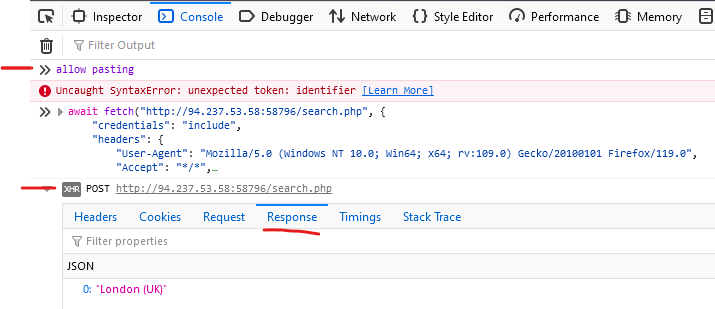 Inspector Console Debugger Network Style Editor Performance Memory
Filter Output
allow pasting
Uncaught SyntaxError: unexpected token: identifier [Learn More]
await fetch("http://94.237.53.58:58796/search.php", {
"credentials": "include",
"headers": {
"User-Agent": "Mozilla/5.0 (Windows NT 10.0; Win64; x64; rv:109.0) Gecko/20100101 Firefox/119.0",
"Accept": "*/*",…
XHR POST http://94.237.53.58:58796/search.php
Headers Cookies Request Response Timings Stack Trace
Filter properties
JSON
0: "London (UK)"